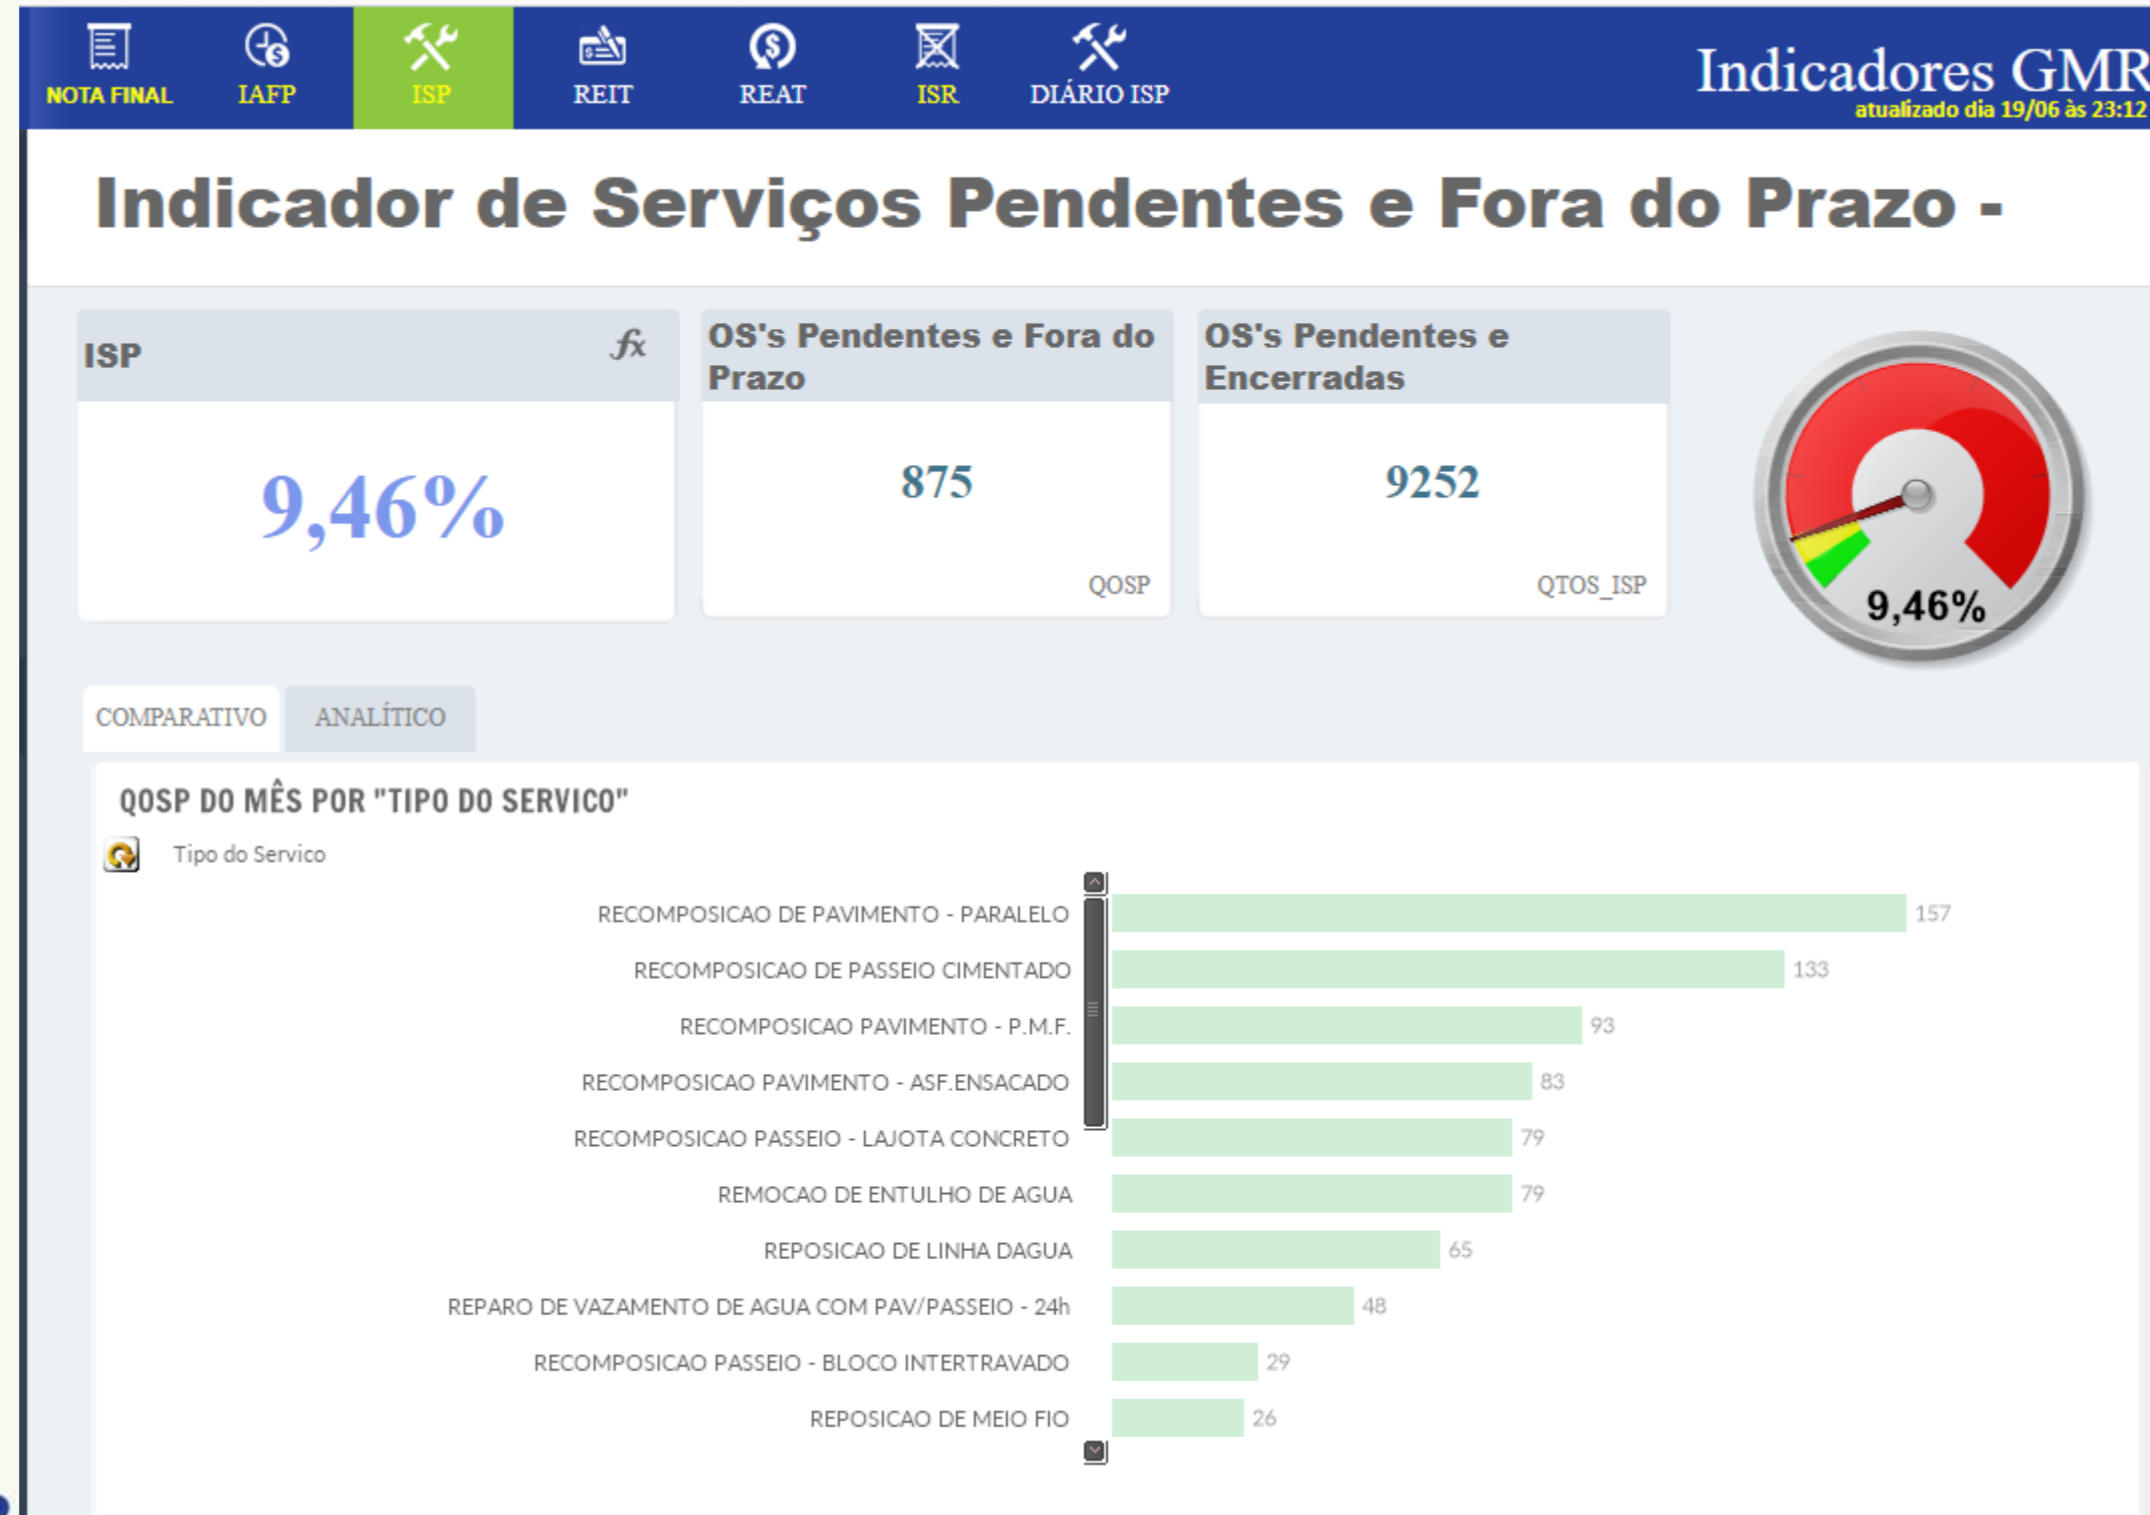 NOTA FINAL IAFP ISP REIT REAT ISR DIÁRIO ISP
Indicadores GMR
atualizado dia 19/06 às 23:12
Indicador de Serviços Pendentes e Fora do Prazo -
ISP fx
9,46%
OS's Pendentes e Fora do
Prazo
875
QOSP
OS's Pendentes e
Encerradas
9252
QTOS_ISP
9,46%
COMPARATIVO ANALÍTICO
QOSP DO MÊS POR "TIPO DO SERVICO"
Tipo do Servico
RECOMPOSICAO DE PAVIMENTO - PARALELO 157
RECOMPOSICAO DE PASSEIO CIMENTADO 133
RECOMPOSICAO PAVIMENTO - P.M.F. 93
RECOMPOSICAO PAVIMENTO - ASF.ENSACADO 83
RECOMPOSICAO PASSEIO - LAJOTA CONCRETO 79
REMOCAO DE ENTULHO DE AGUA 79
REPOSICAO DE LINHA DAGUA 65
REPARO DE VAZAMENTO DE AGUA COM PAV/PASSEIO - 24h 48
RECOMPOSICAO PASSEIO - BLOCO INTERTRAVADO 29
REPOSICAO DE MEIO FIO 26